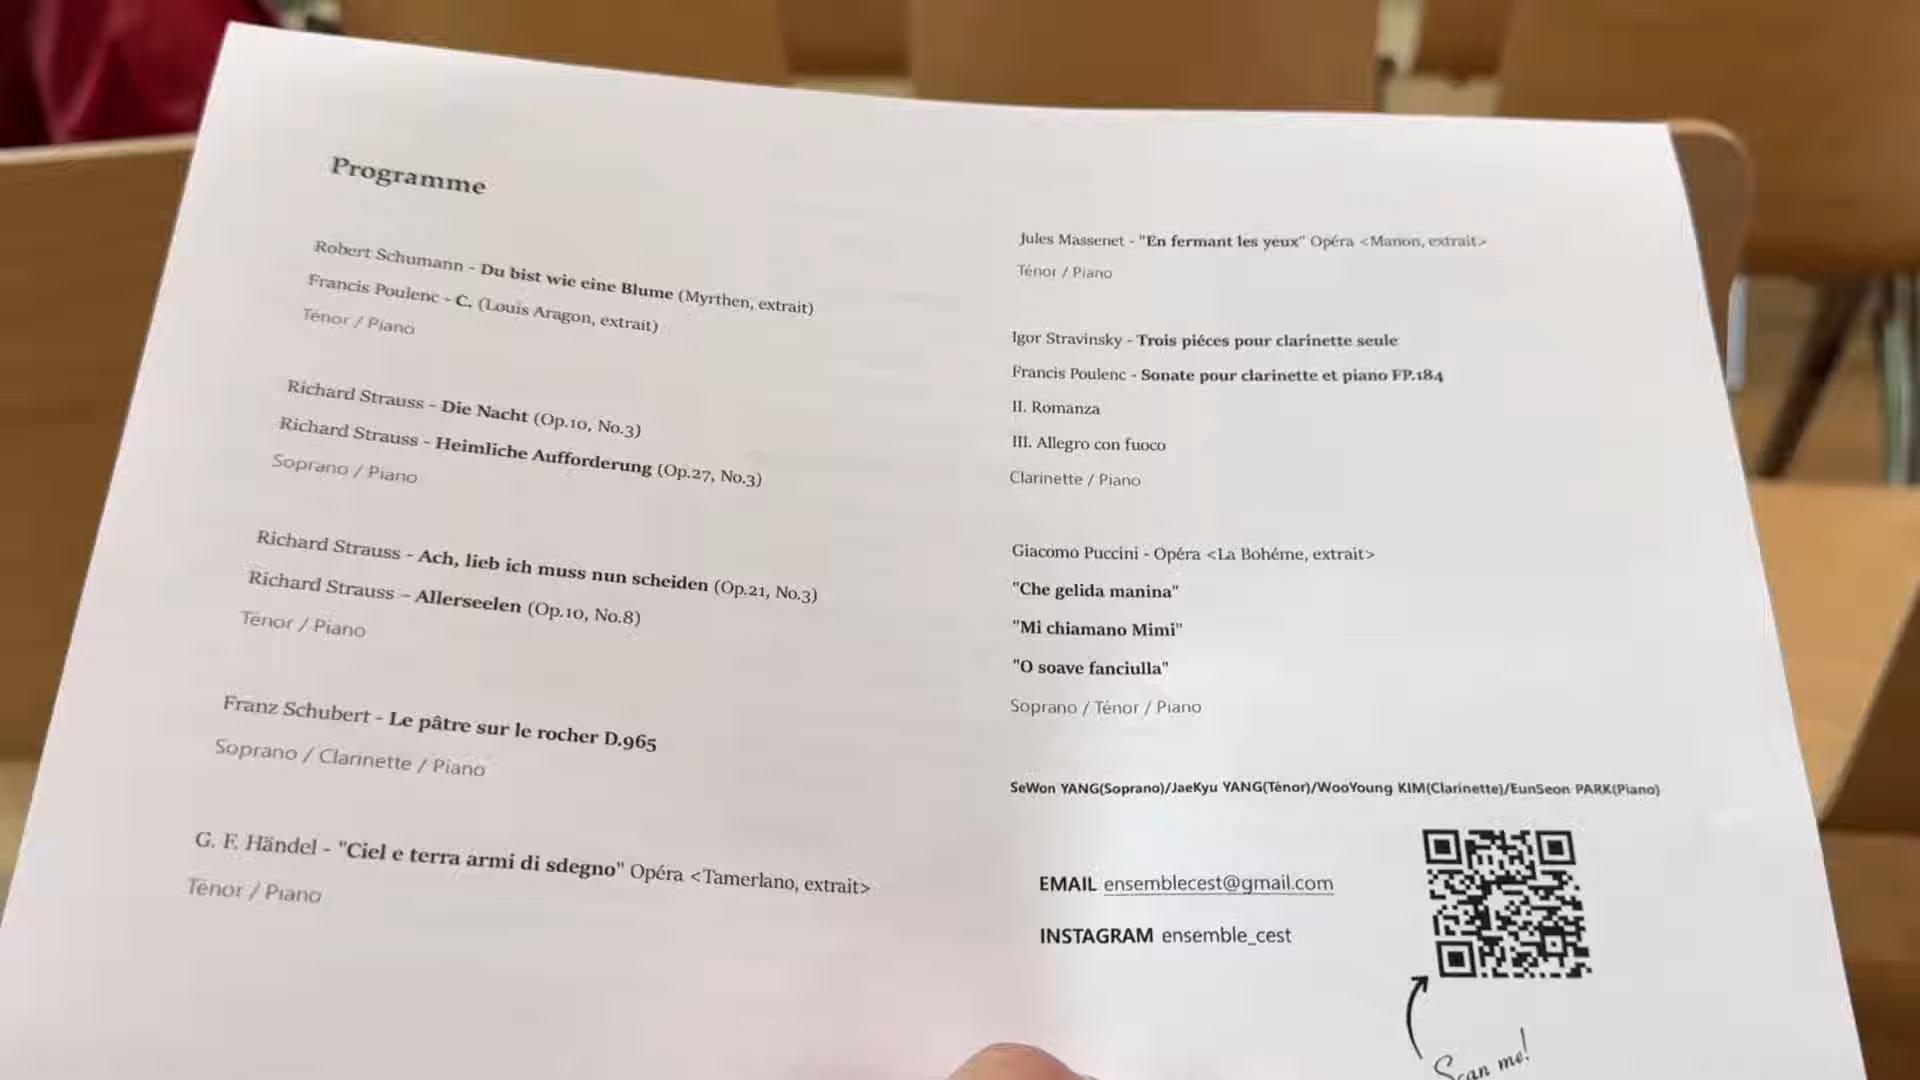 Programme
Robert Schumann - Du bist wie eine Blume (Myrthen, extrait)
Francis Poulenc - C. (Louis Aragon, extrait)
Ténor / Piano
Richard Strauss - Die Nacht (Op.10, No.3)
Richard Strauss - Heimliche Aufforderung (Op.27, No.3)
Soprano / Piano
Richard Strauss - Ach, lieb ich muss nun scheiden (Op.21, No.3)
Richard Strauss – Allerseelen (Op.10, No.8)
Ténor / Piano
Franz Schubert - Le pâtre sur le rocher D.965
Soprano / Clarinette / Piano
G. F. Händel - "Ciel e terra armi di sdegno" Opéra <Tamerlano, extrait>
Ténor / Piano
Jules Massenet - "En fermant les yeux" Opéra <Manon, extrait>
Ténor / Piano
Igor Stravinsky - Trois piéces pour clarinette seule
Francis Poulenc - Sonate pour clarinette et piano FP.184
II. Romanza
III. Allegro con fuoco
Clarinette / Piano
Giacomo Puccini - Opéra <La Bohéme, extrait>
"Che gelida manina"
"Mi chiamano Mimi"
"O soave fanciulla"
Soprano / Ténor / Piano
SeWon YANG(Soprano)/JaeKyu YANG(Ténor)/WooYoung KIM(Clarinette)/EunSeon PARK(Piano)
EMAIL ensemblecest@gmail.com
INSTAGRAM ensemble_cest
Scan me!